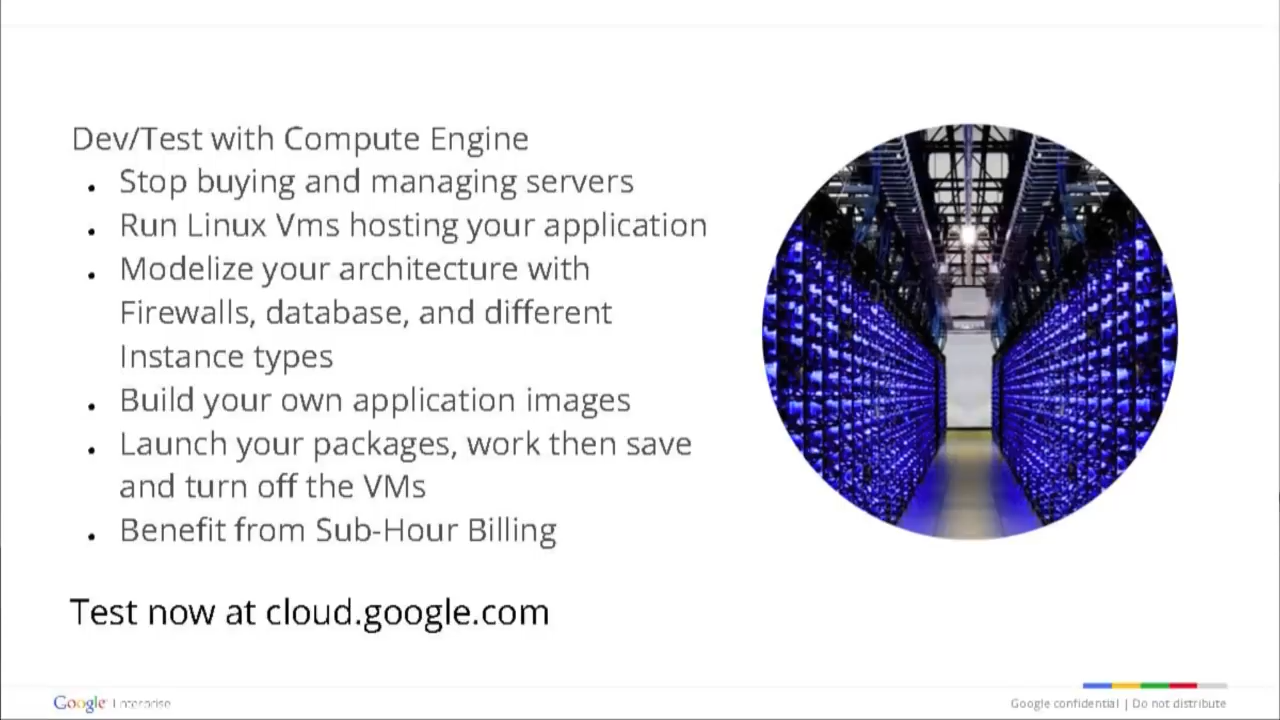 Dev/Test with Compute Engine
• Stop buying and managing servers
• Run Linux Vms hosting your application
• Modelize your architecture with
Firewalls, database, and different
Instance types
• Build your own application images
• Launch your packages, work then save
and turn off the VMs
• Benefit from Sub-Hour Billing
Test now at cloud.google.com
Google
Google confidential | Do not distribute